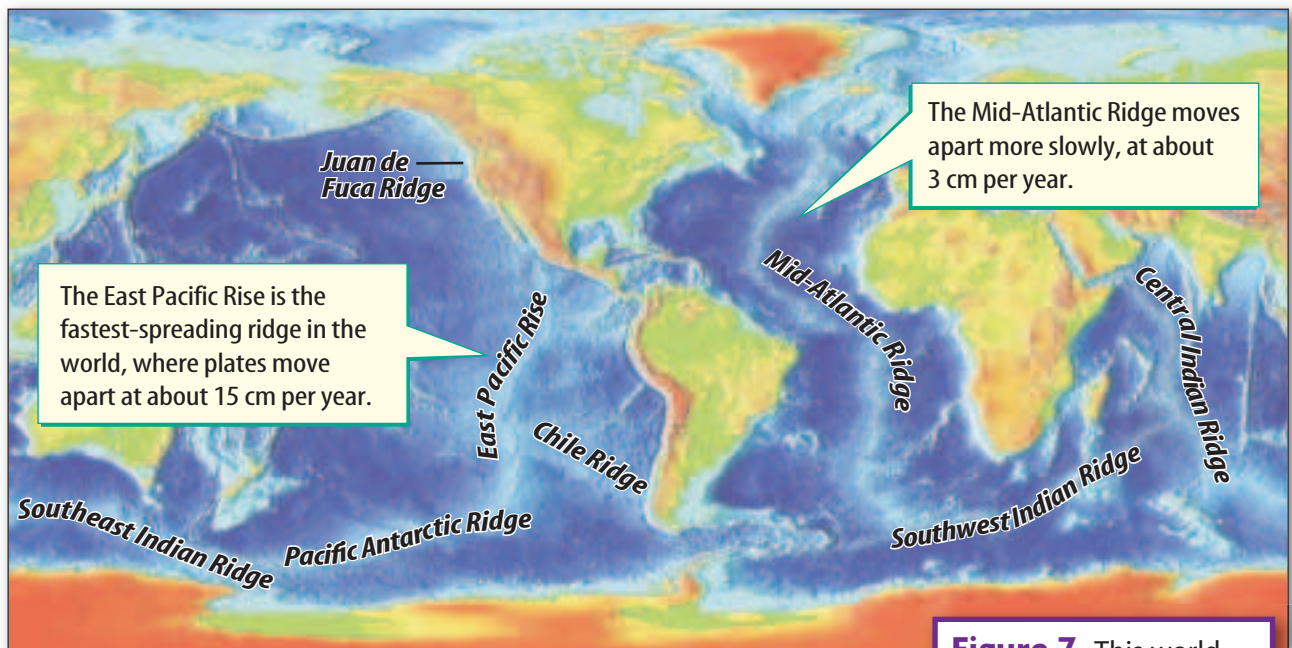 The Mid-Atlantic Ridge moves
apart more slowly, at about
3 cm per year.
Juan de
Fuca Ridge
The East Pacific Rise is the
fastest-spreading ridge in the
world, where plates move
apart at about 15 cm per year.
East Pacific Rise
Mid-Atlantic Ridge
Central Indian Ridge
Chile Ridge
Southeast Indian Ridge
Pacific Antarctic Ridge
Southwest Indian Ridge
Figure 7 This world